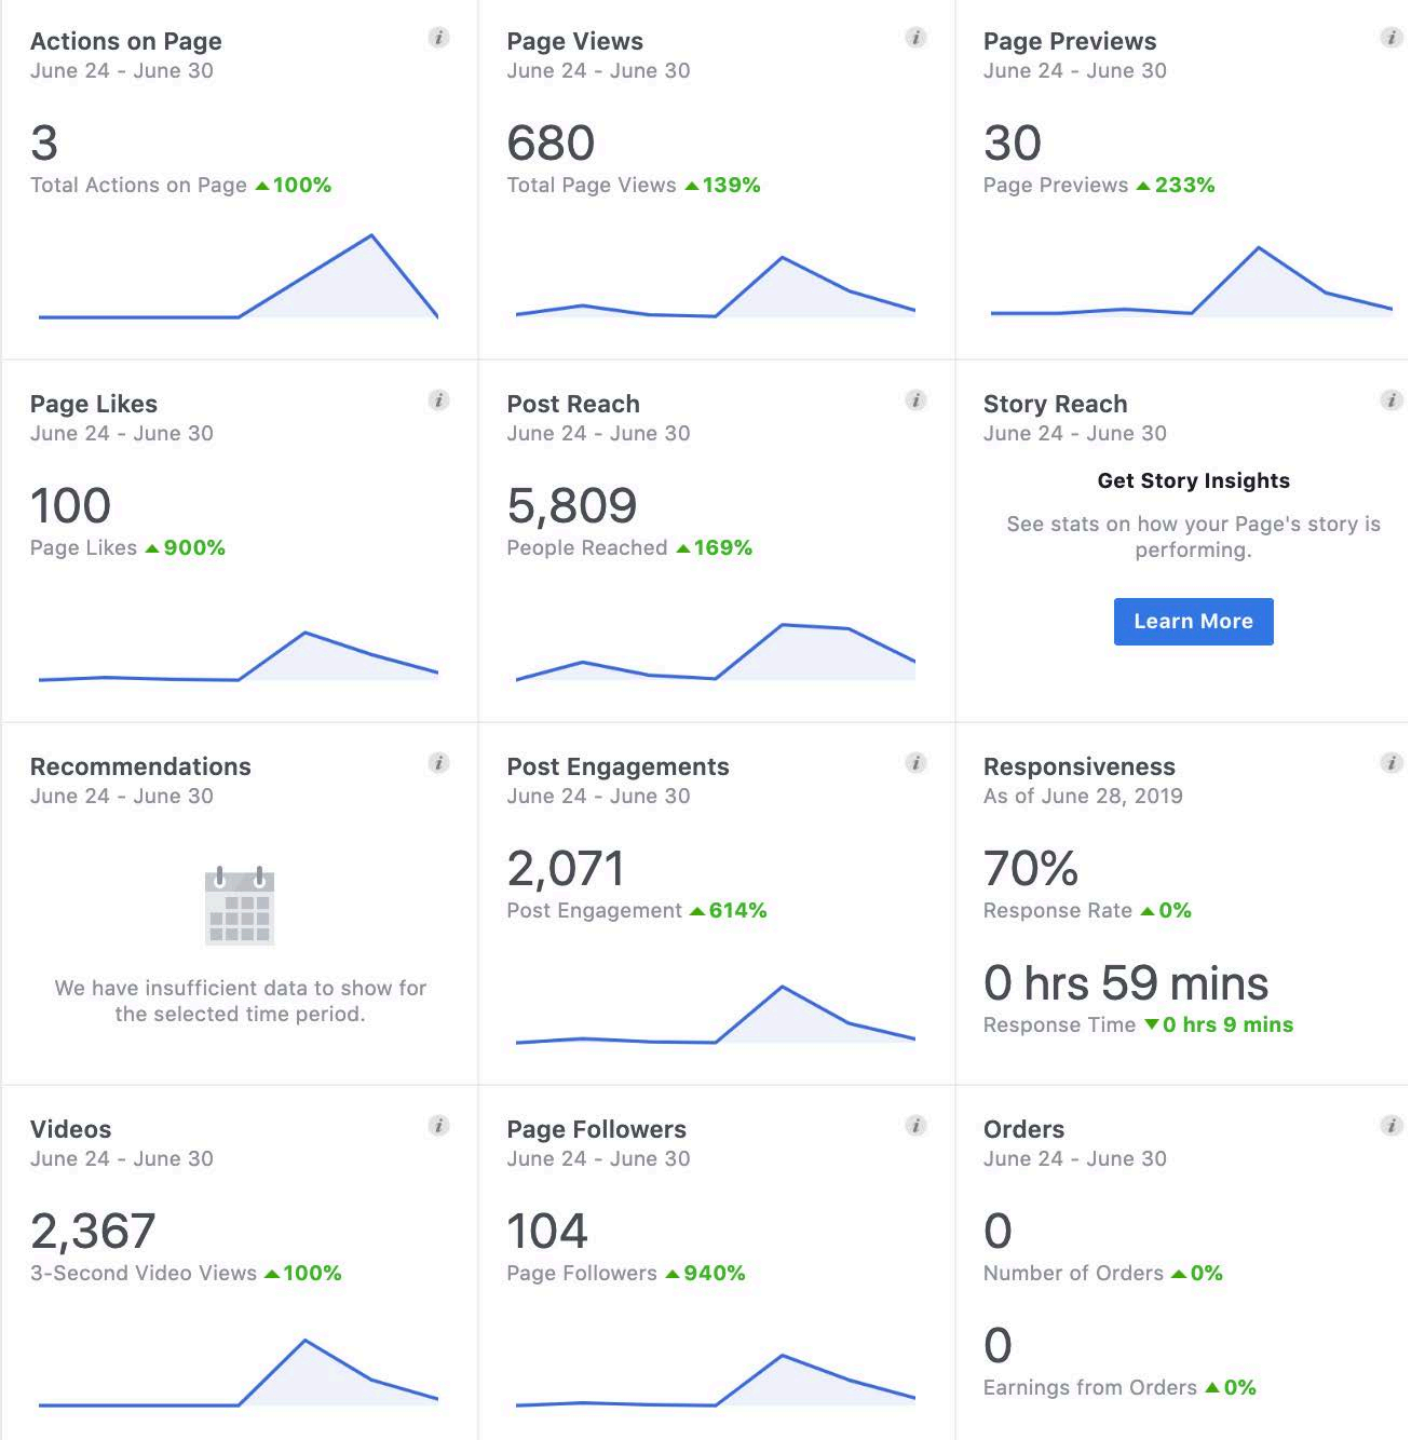 Actions on Page
June 24 - June 30
3
Total Actions on Page ▲100%
Page Views
June 24 - June 30
680
Total Page Views ▲139%
Page Previews
June 24 - June 30
30
Page Previews ▲233%
Page Likes
June 24 - June 30
100
Page Likes ▲900%
Post Reach
June 24 - June 30
5,809
People Reached ▲169%
Story Reach
June 24 - June 30
Get Story Insights
See stats on how your Page's story is
performing.
Learn More
Recommendations
June 24 - June 30
We have insufficient data to show for
the selected time period.
Post Engagements
June 24 - June 30
2,071
Post Engagement ▲614%
Responsiveness
As of June 28, 2019
70%
Response Rate ▲0%
0 hrs 59 mins
Response Time ▼0 hrs 9 mins
Videos
June 24 - June 30
2,367
3-Second Video Views ▲100%
Page Followers
June 24 - June 30
104
Page Followers ▲940%
Orders
June 24 - June 30
0
Number of Orders ▲0%
0
Earnings from Orders ▲0%